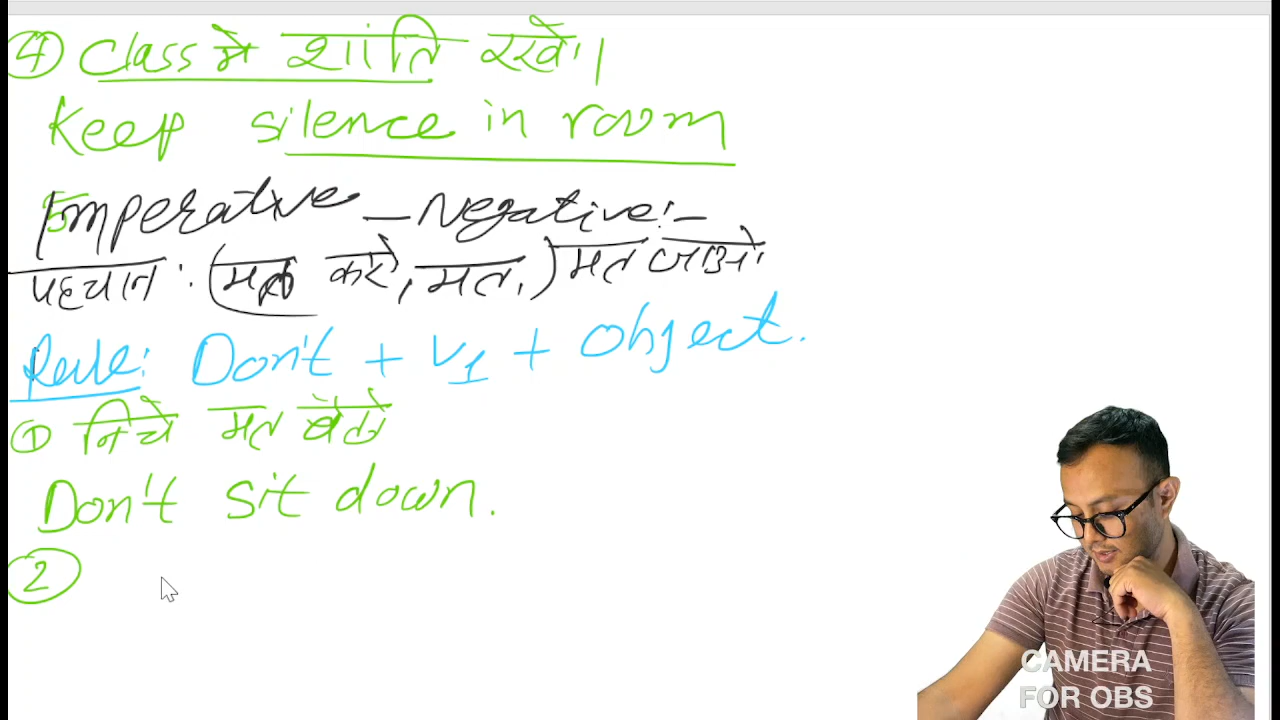 ④ Class मे शांति रखें।
Keep silence in room
5
Imperative - Negative:-
पहचान : (मत करें, मत,) मत जाओ।
Rule: Don't + V1 + Object.
① निचे मत बैठो
Don't sit down.
②
CAMERA
FOR OBS